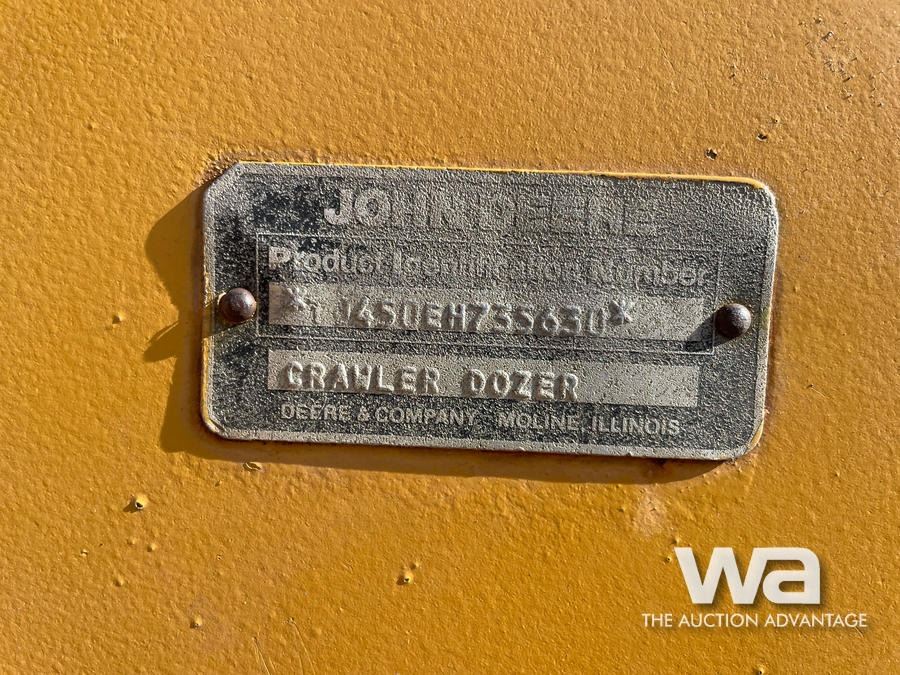 JOHN DEERE
Product Identification Number
*T0450EH735630*
CRAWLER DOZER
DEERE & COMPANY MOLINE, ILLINOIS
wa
THE AUCTION ADVANTAGE